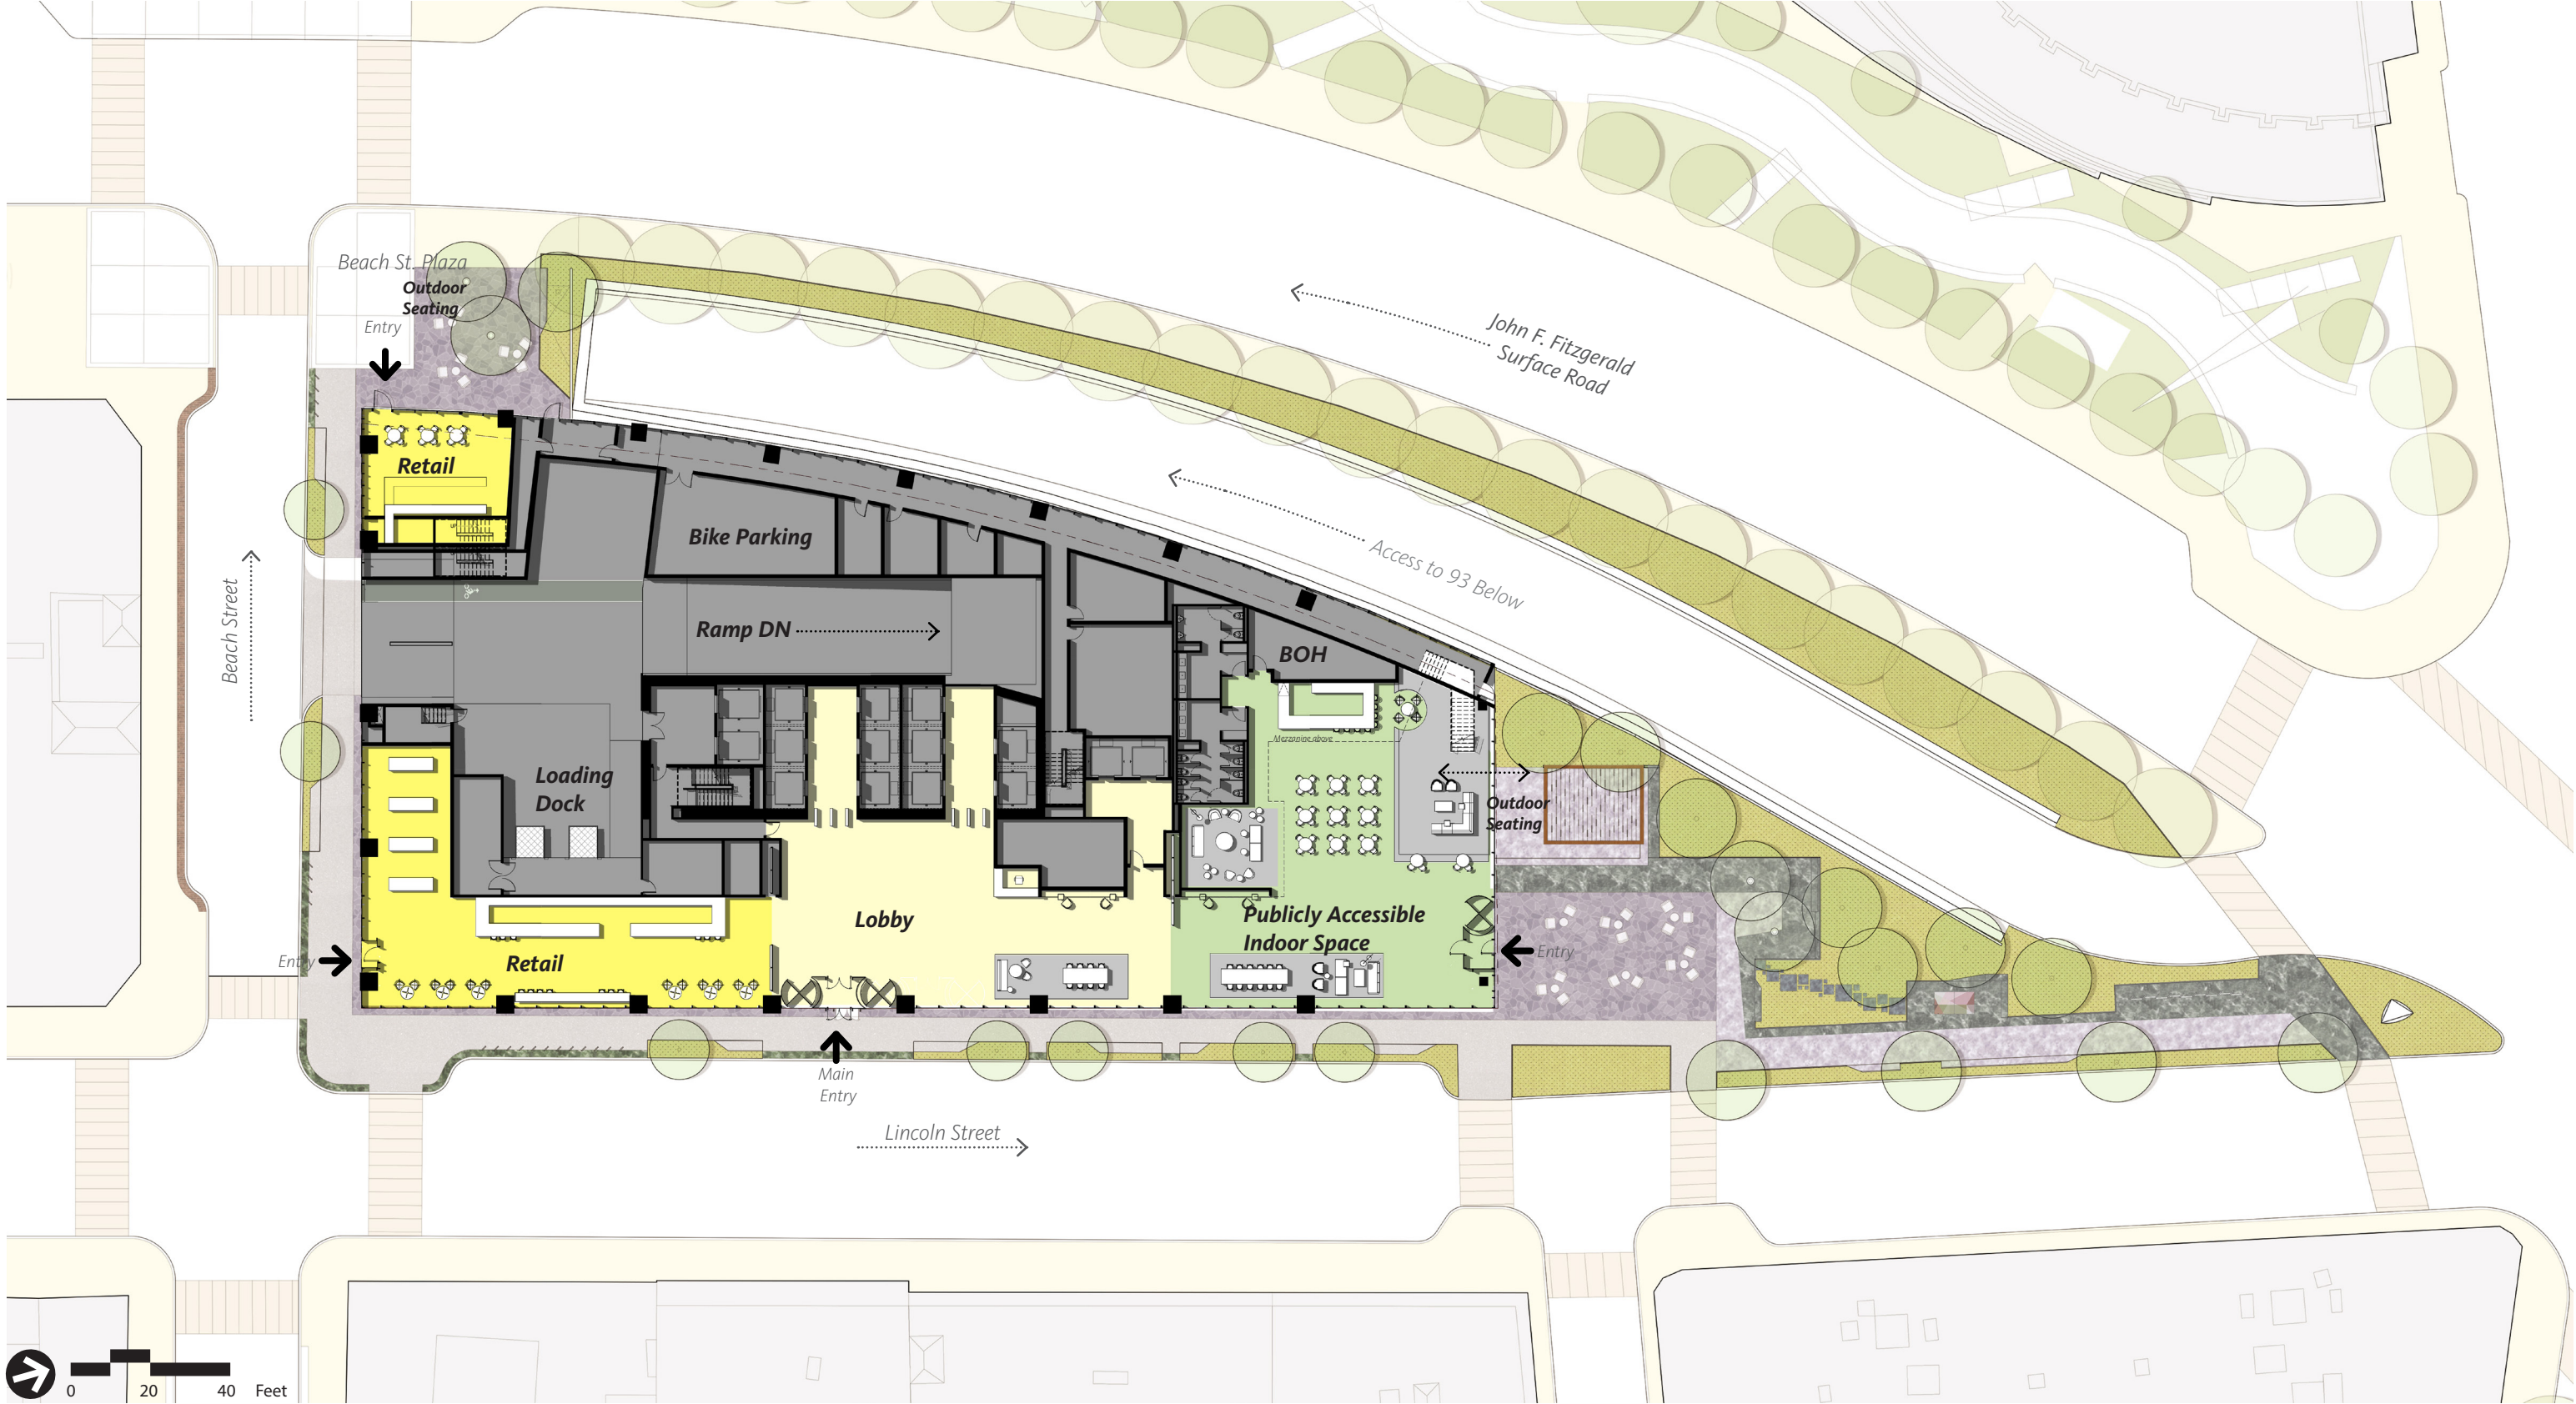 Beach St. Plaza
Outdoor
Seating
Entry
John F. Fitzgerald
Surface Road
Access to 93 Below
Retail
Bike Parking
Beach Street
Ramp DN
BOH
Mezzanine above
Loading
Dock
Outdoor
Seating
Lobby
Publicly Accessible
Indoor Space
Entry
Entry
Retail
Main
Entry
Lincoln Street
0 20 40 Feet